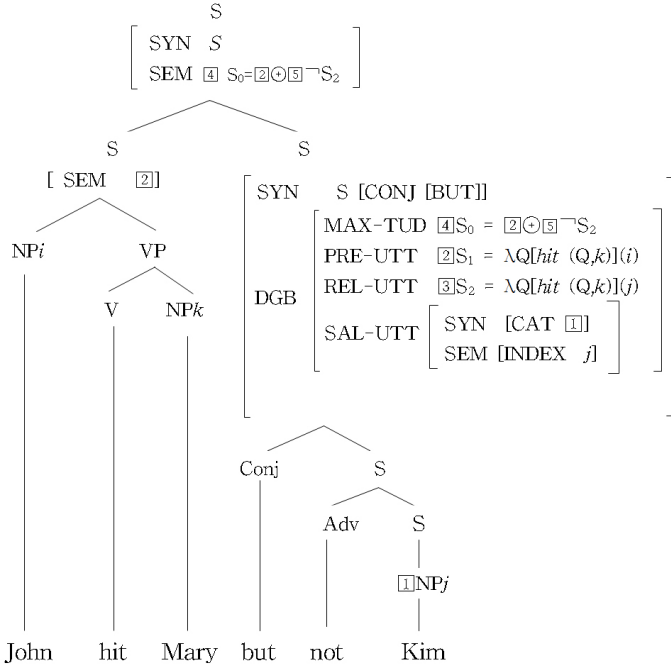 S
SYN S
SEM 4 S₀=2⊕5¬S₂
S S
[ SEM 2]
SYN S [CONJ [BUT]]
MAX-TUD 4S₀ = 2⊕5¬S₂
NPi VP
PRE-UTT 2S₁ = λQ[hit (Q,k)](i)
REL-UTT 3S₂ = λQ[hit (Q,k)](j)
DGB
V NPk
SAL-UTT
SYN [CAT 1]
SEM [INDEX j]
Conj S
Adv S
1NPj
John hit Mary but not Kim